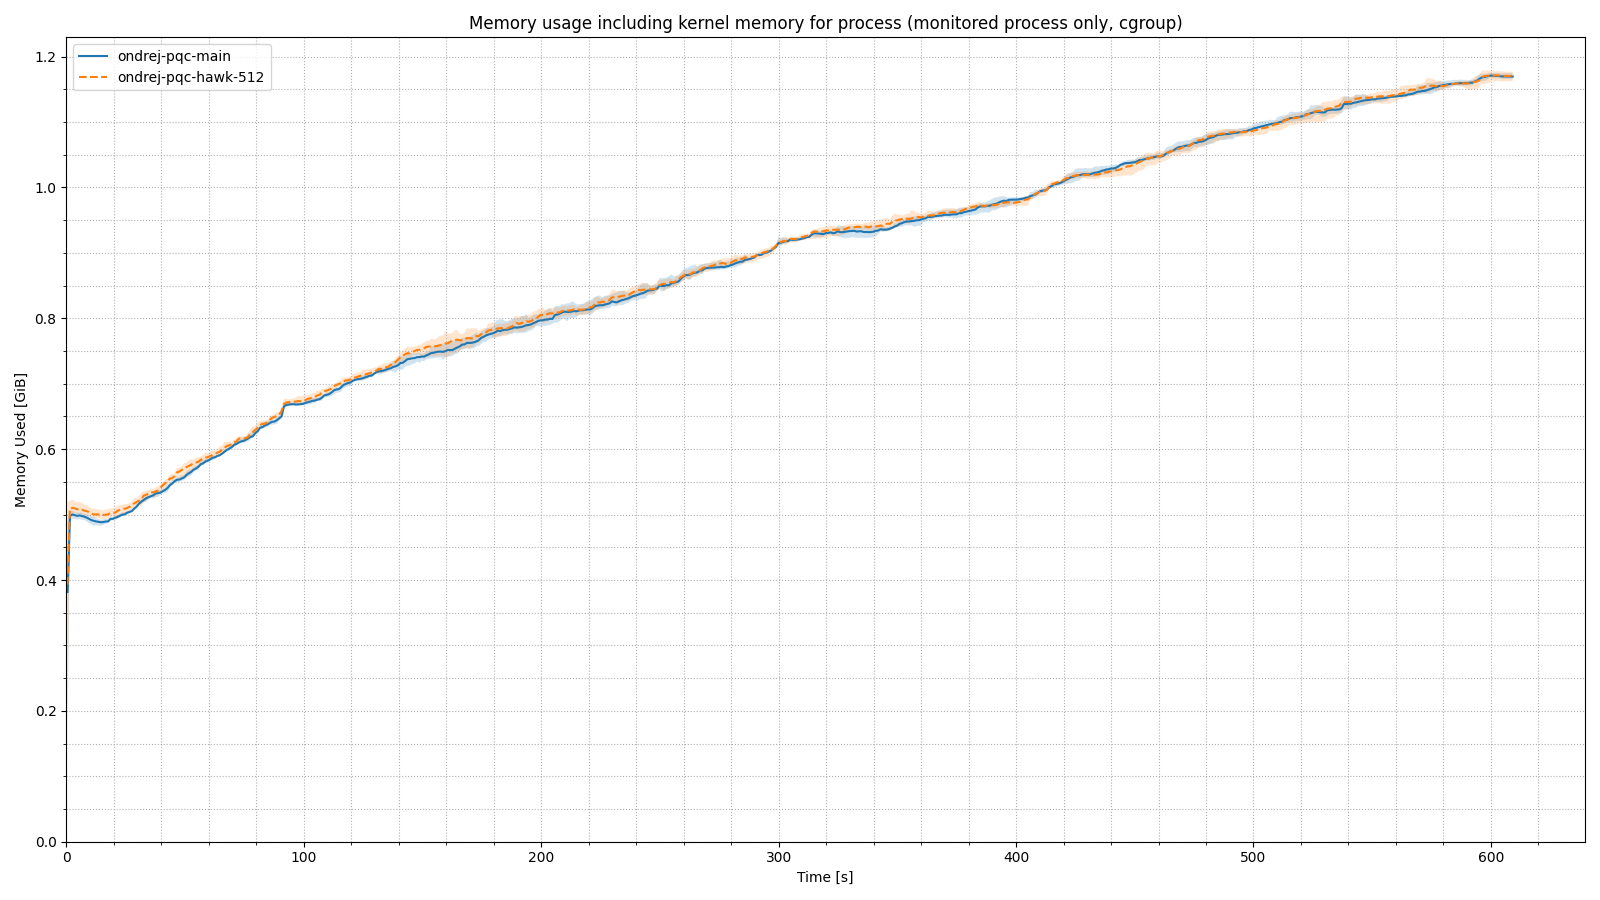 Memory usage including kernel memory for process (monitored process only, cgroup)
ondrej-pqc-main
ondrej-pqc-hawk-512
Memory Used [GiB]
1.2
1.0
0.8
0.6
0.4
0.2
0.0
0 100 200 300 400 500 600
Time [s]